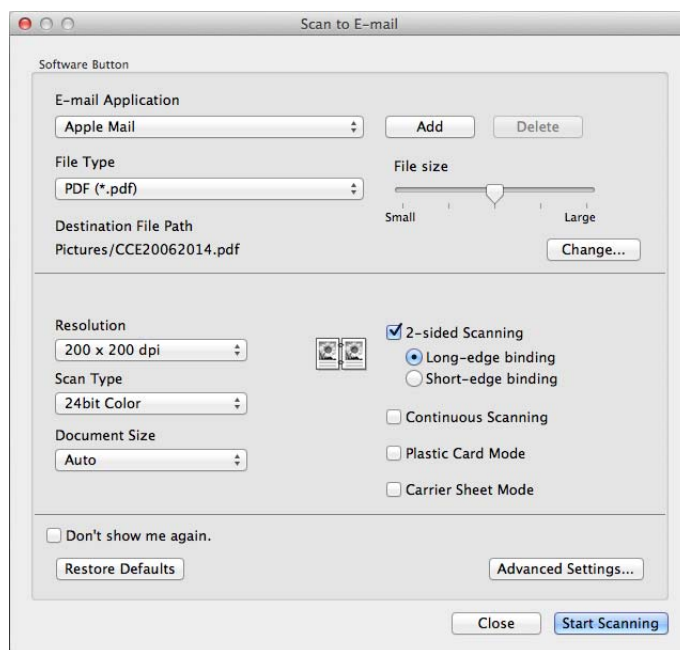 Scan to E-mail
Software Button
E-mail Application
Apple Mail
Add
Delete
File Type
PDF (*.pdf)
File size
Small
Large
Destination File Path
Pictures/CCE20062014.pdf
Change...
Resolution
200 x 200 dpi
Scan Type
24bit Color
Document Size
Auto
2-sided Scanning
Long-edge binding
Short-edge binding
Continuous Scanning
Plastic Card Mode
Carrier Sheet Mode
Don't show me again.
Restore Defaults
Advanced Settings...
Close
Start Scanning